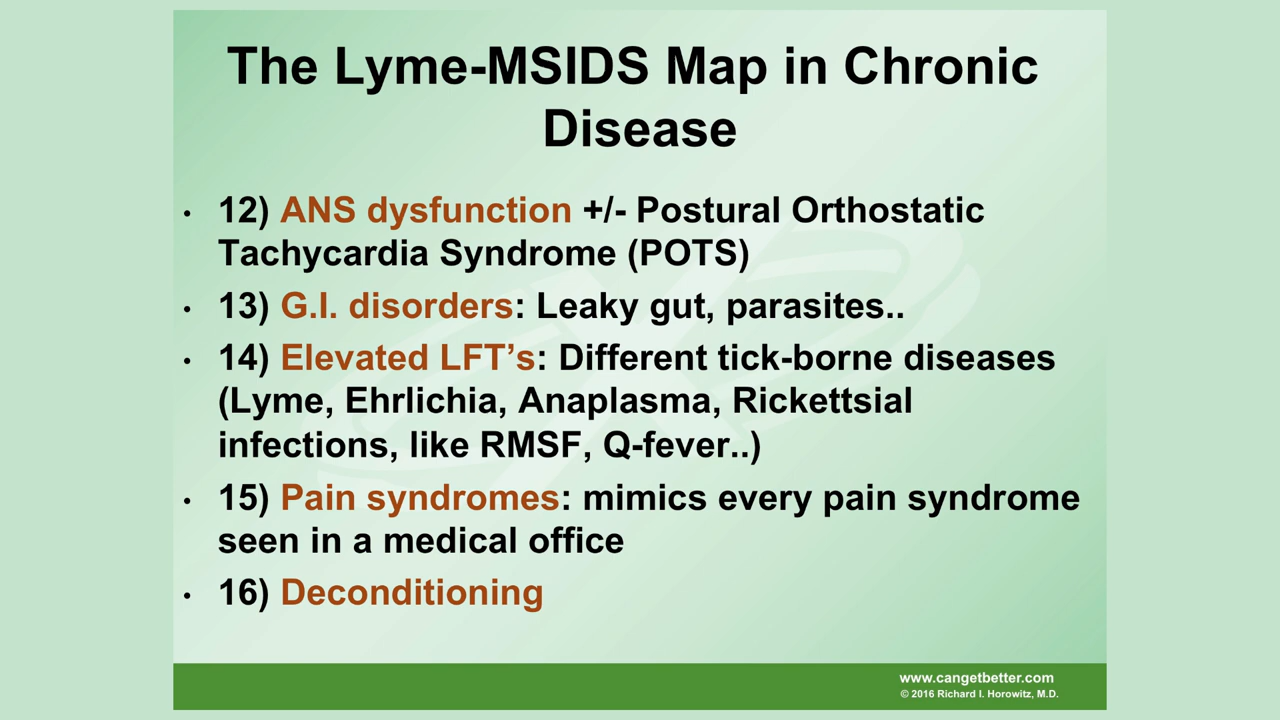 The Lyme-MSIDS Map in Chronic
Disease
• 12) ANS dysfunction +/- Postural Orthostatic
Tachycardia Syndrome (POTS)
• 13) G.I. disorders: Leaky gut, parasites..
• 14) Elevated LFT’s: Different tick-borne diseases
(Lyme, Ehrlichia, Anaplasma, Rickettsial
infections, like RMSF, Q-fever..)
• 15) Pain syndromes: mimics every pain syndrome
seen in a medical office
• 16) Deconditioning
www.cangetbetter.com
© 2016 Richard I. Horowitz, M.D.